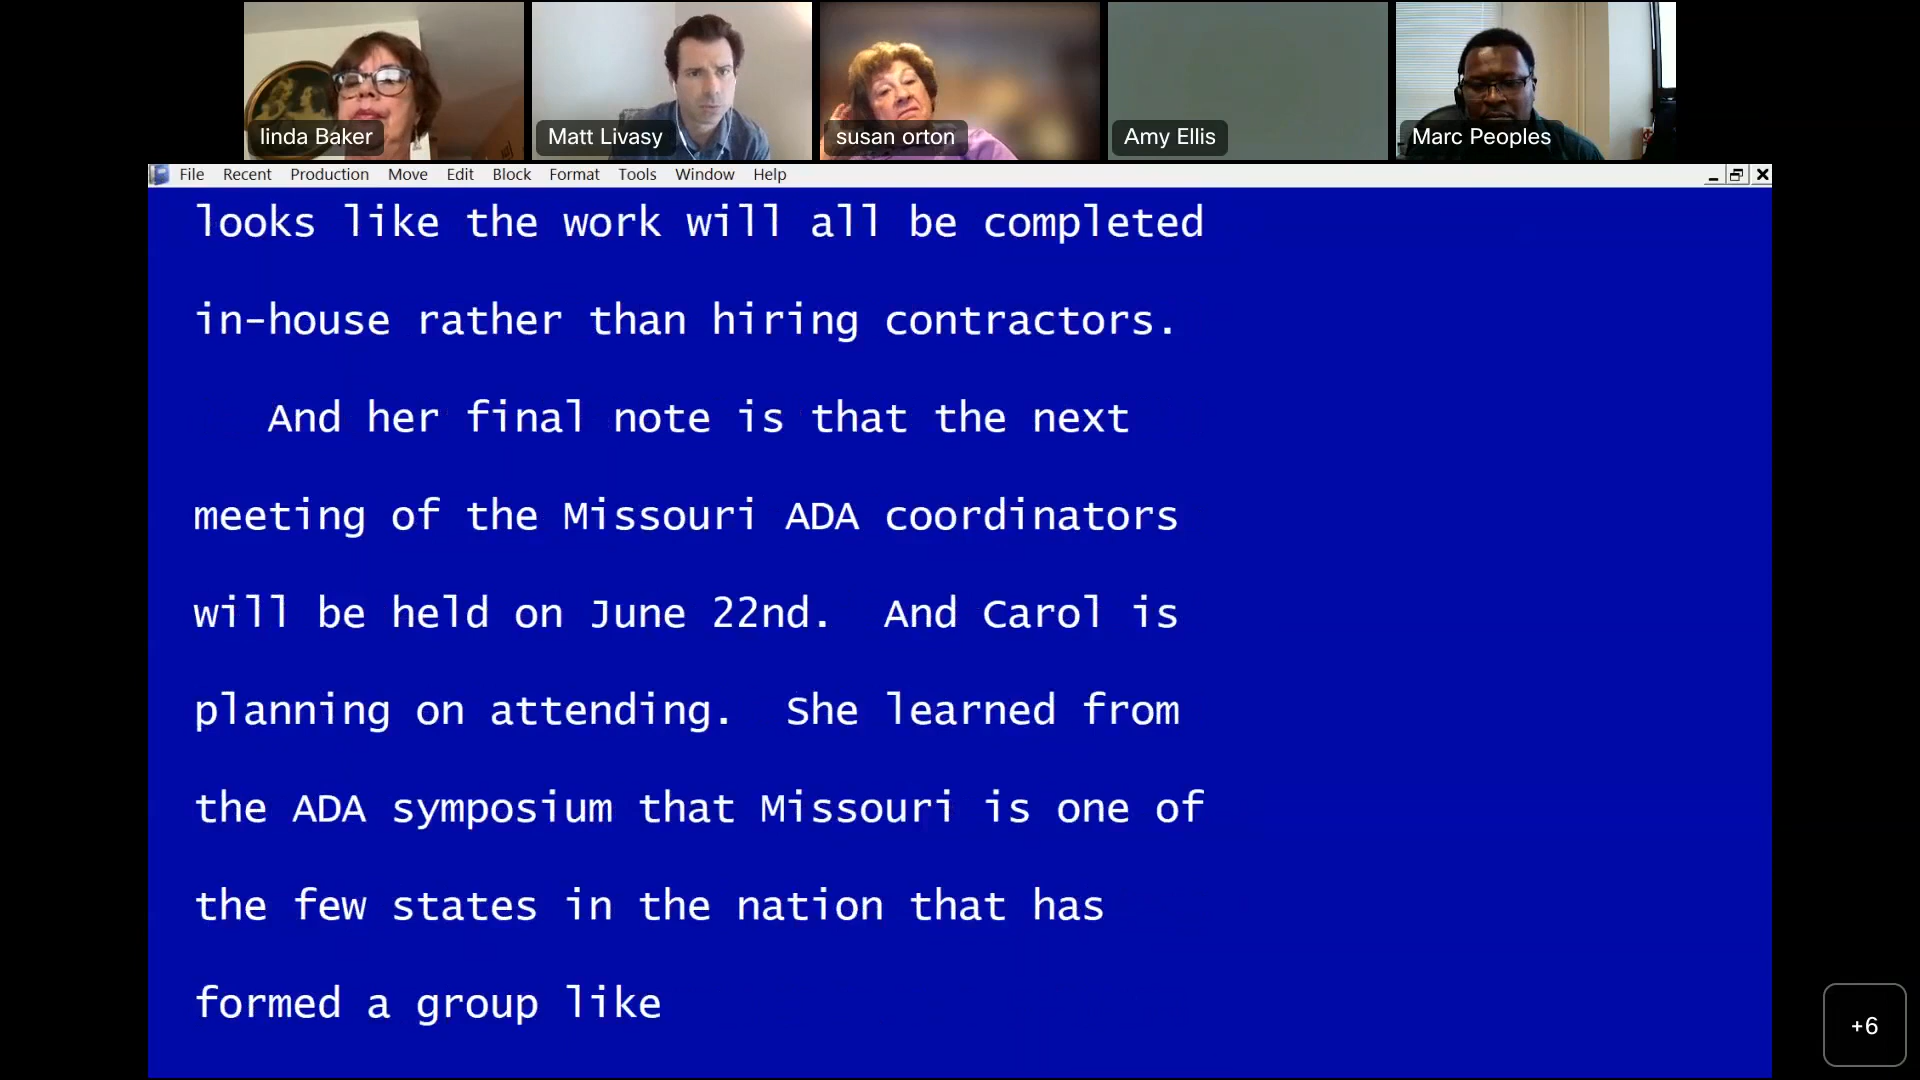 linda Baker
Matt Livasy
susan orton
Amy Ellis
Marc Peoples
File Recent Production Move Edit Block Format Tools Window Help
looks like the work will all be completed
in-house rather than hiring contractors.
And her final note is that the next
meeting of the Missouri ADA coordinators
will be held on June 22nd.  And Carol is
planning on attending.  She learned from
the ADA symposium that Missouri is one of
the few states in the nation that has
formed a group like
+6